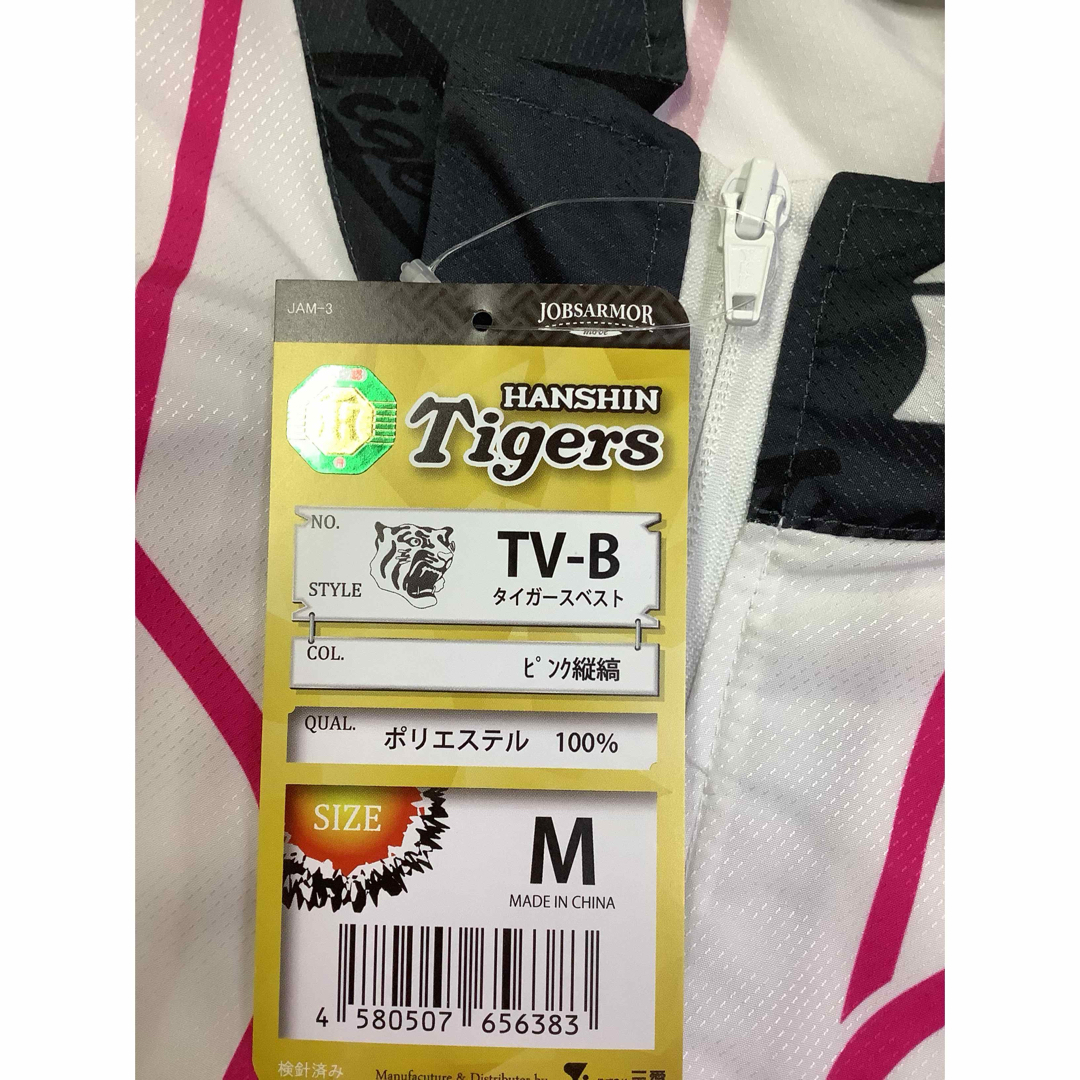 JAM-3
JOBSARMOR
move
HANSHIN
Tigers
NO.
TV-B
STYLE
タイガースベスト
COL.
ピンク縦縞
QUAL.
ポリエステル 100%
SIZE
M
MADE IN CHINA
4 580507 656383
検針済み
Manufacuture & Distributer by